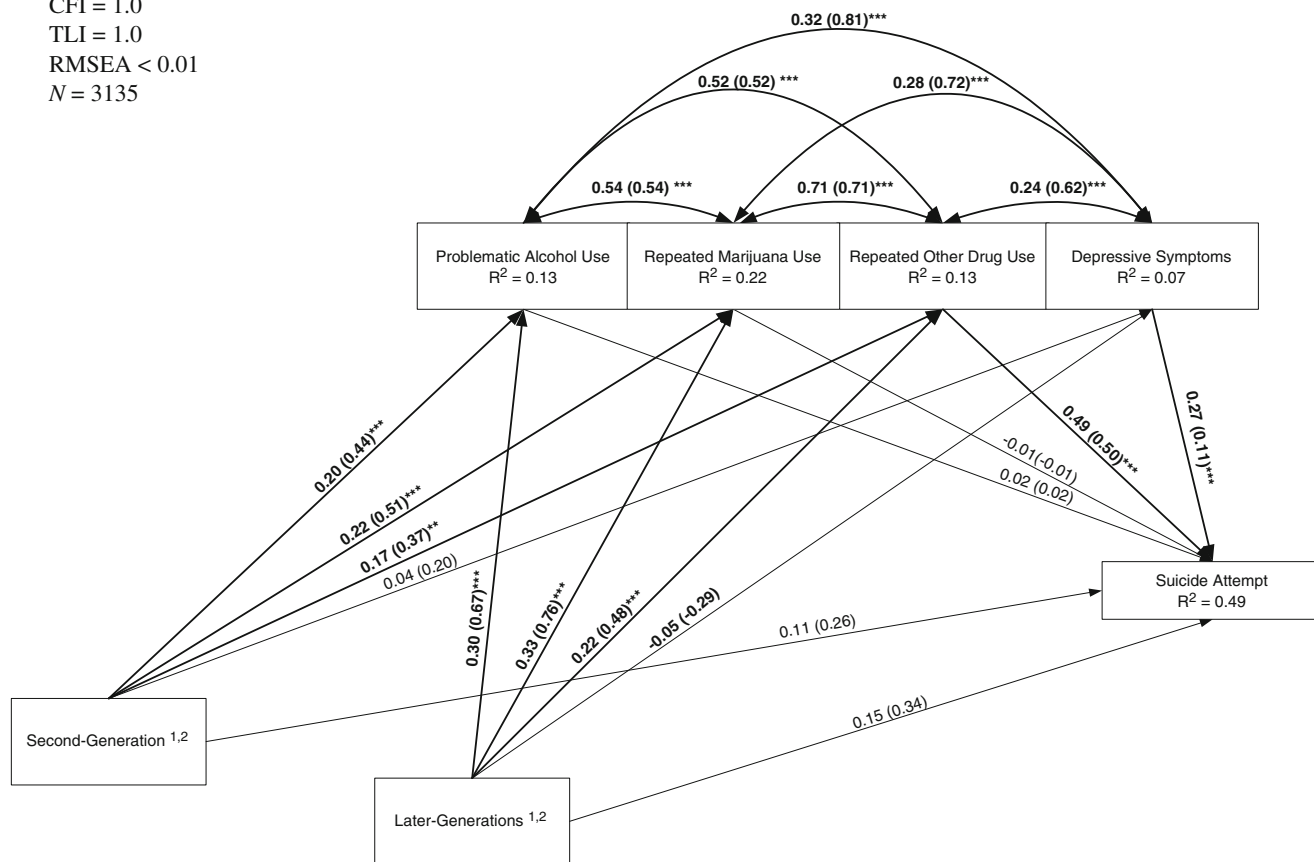 CFI = 1.0
TLI = 1.0
RMSEA < 0.01
N = 3135
0.32 (0.81)***
0.52 (0.52) ***
0.28 (0.72)***
0.54 (0.54) ***
0.71 (0.71)***
0.24 (0.62)***
Problematic Alcohol Use
R² = 0.13
Repeated Marijuana Use
R² = 0.22
Repeated Other Drug Use
R² = 0.13
Depressive Symptoms
R² = 0.07
0.20 (0.44)***
0.22 (0.51)***
0.17 (0.37)**
0.04 (0.20)
0.30 (0.67)***
0.33 (0.76)***
0.22 (0.48)***
-0.05 (-0.29)
0.49 (0.50)***
0.27 (0.11)***
-0.01(-0.01)
0.02 (0.02)
0.11 (0.26)
0.15 (0.34)
Suicide Attempt
R² = 0.49
Second-Generation 1,2
Later-Generations 1,2